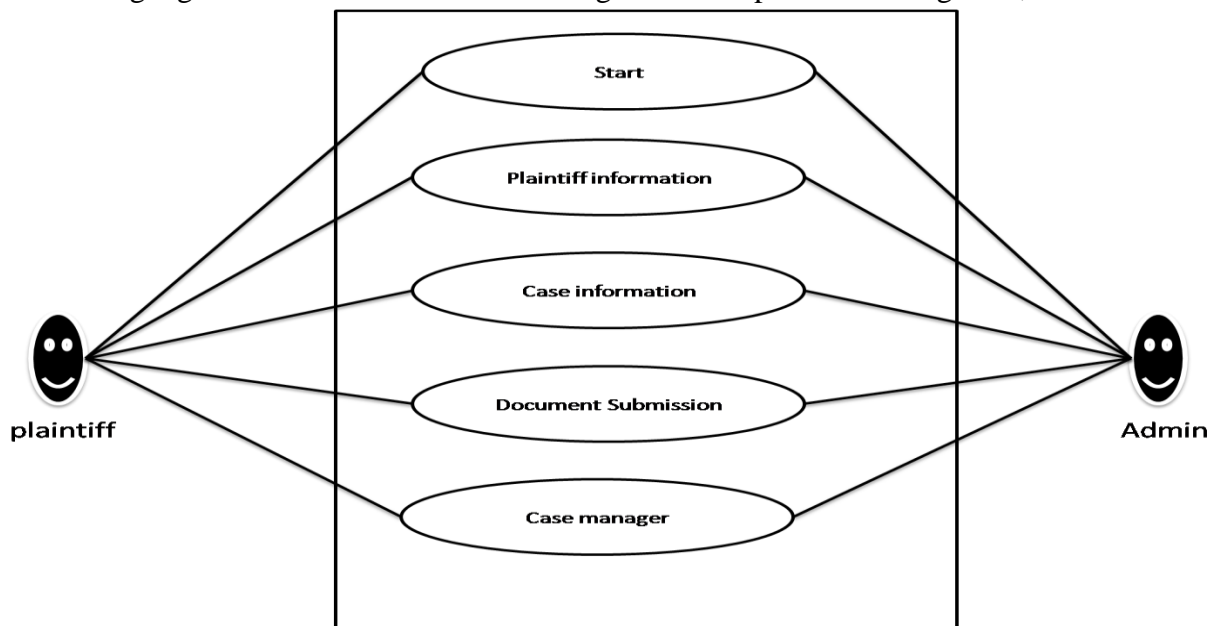 Start
Plaintiff information
Case information
Document Submission
Case manager
plaintiff
Admin